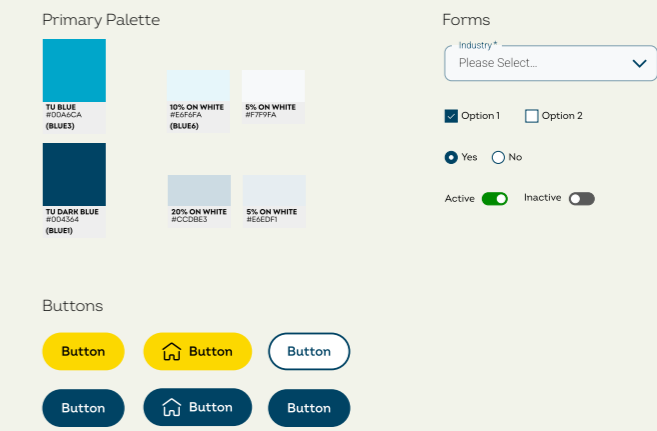 Primary Palette
TU BLUE
#00A6CA
(BLUE3)
10% ON WHITE
#E6F6FA
(BLUE6)
5% ON WHITE
#F7F9FA
TU DARK BLUE
#004364
(BLUE1)
20% ON WHITE
#CCDBE3
5% ON WHITE
#E6EDF1
Forms
Industry*
Please Select...
Option 1
Option 2
Yes
No
Active
Inactive
Buttons
Button
Button
Button
Button
Button
Button